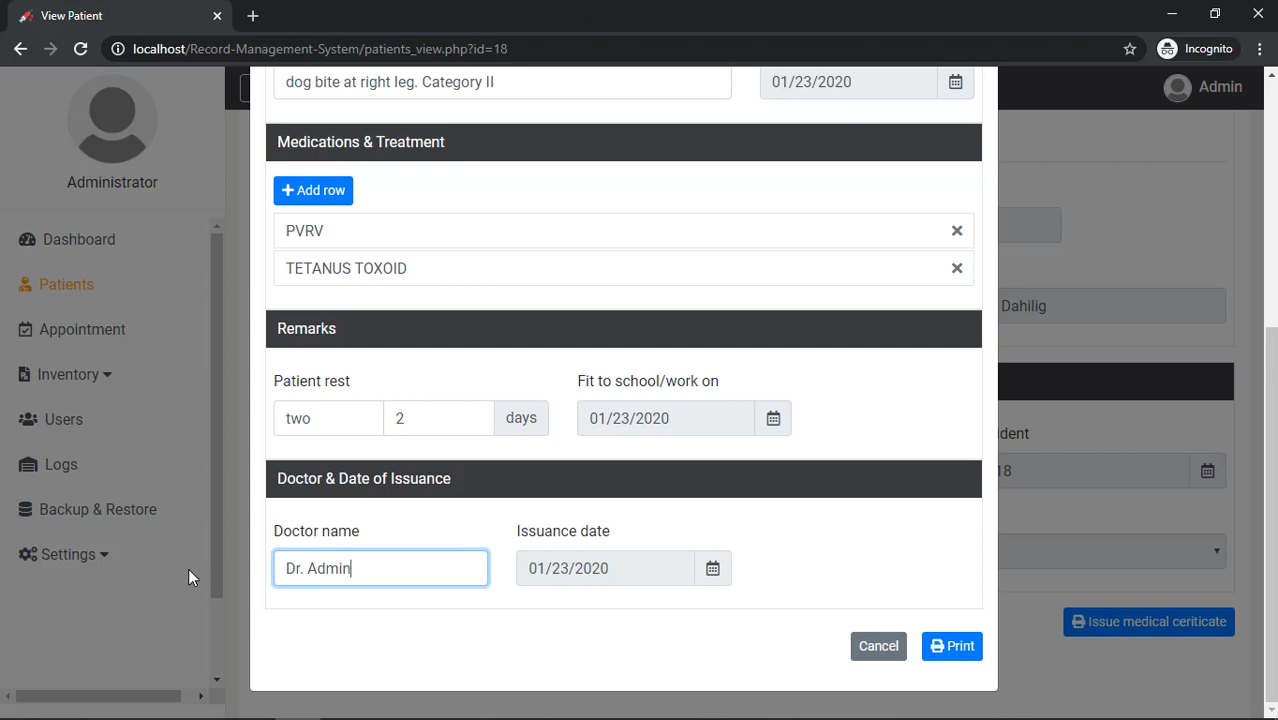 View Patient
localhost/Record-Management-System/patients_view.php?id=18
Incognito
Administrator
Dashboard
Patients
Appointment
Inventory
Users
Logs
Backup & Restore
Settings
Admin
dog bite at right leg. Category II
01/23/2020
Medications & Treatment
Add row
PVRV
TETANUS TOXOID
Remarks
Patient rest
Fit to school/work on
two
2
days
01/23/2020
Doctor & Date of Issuance
Doctor name
Issuance date
Dr. Admin
01/23/2020
Cancel
Print
Dahilig
ident
18
Issue medical ceriticate